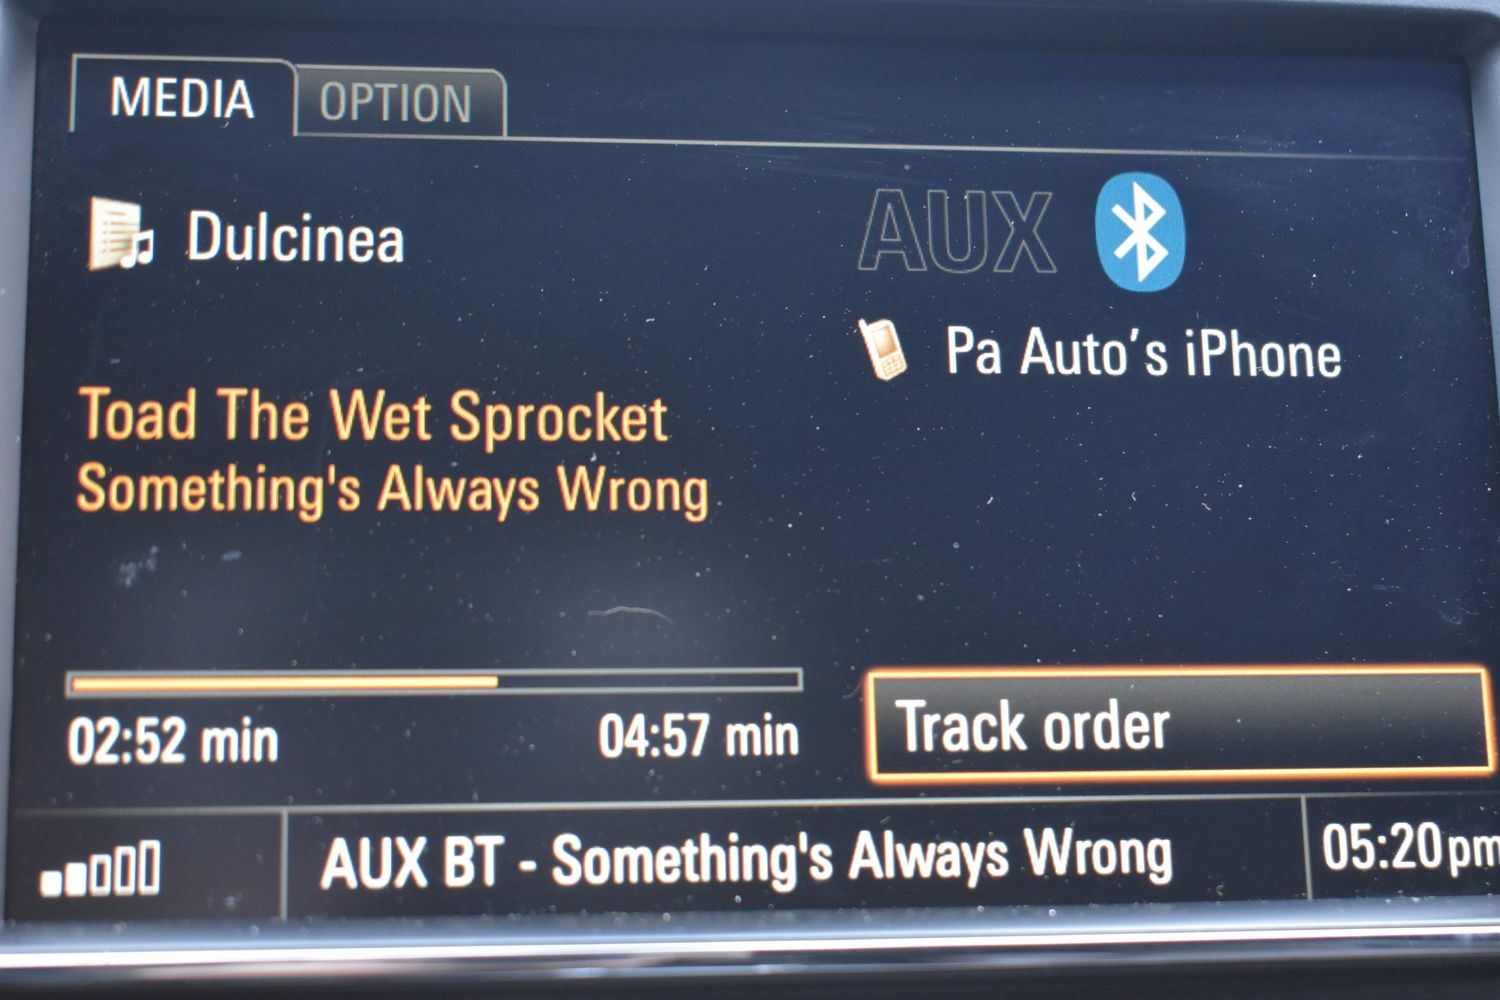 MEDIA OPTION
Dulcinea
AUX
Pa Auto’s iPhone
Toad The Wet Sprocket
Something's Always Wrong
02:52 min 04:57 min
Track order
AUX BT - Something's Always Wrong 05:20pm